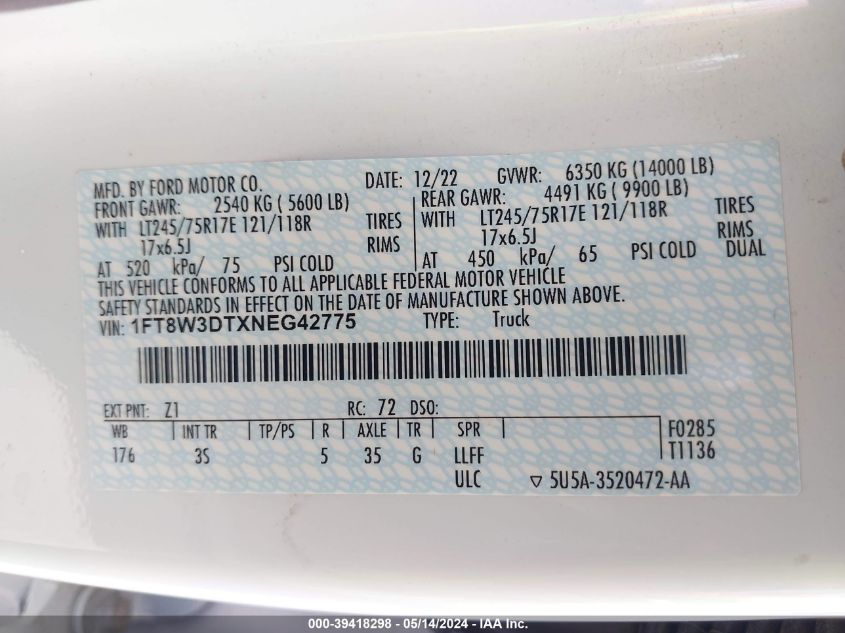 MFD. BY FORD MOTOR CO. DATE: 12/22 GVWR: 6350 KG (14000 LB)
FRONT GAWR: 2540 KG ( 5600 LB) REAR GAWR: 4491 KG ( 9900 LB)
WITH LT245/75R17E 121/118R TIRES WITH LT245/75R17E 121/118R TIRES
17x6.5J RIMS 17x6.5J RIMS
AT 520 kPa/ 75 PSI COLD AT 450 kPa/ 65 PSI COLD DUAL
THIS VEHICLE CONFORMS TO ALL APPLICABLE FEDERAL MOTOR VEHICLE
SAFETY STANDARDS IN EFFECT ON THE DATE OF MANUFACTURE SHOWN ABOVE.
VIN: 1FT8W3DTXNEG42775 TYPE: Truck
EXT PNT: Z1 RC: 72 DSO:
WB INT TR TP/PS R AXLE TR SPR F0285
176 3S 5 35 G LLFF T1136
ULC ▽ 5U5A-3520472-AA
000-39418298 - 05/14/2024 - IAA Inc.